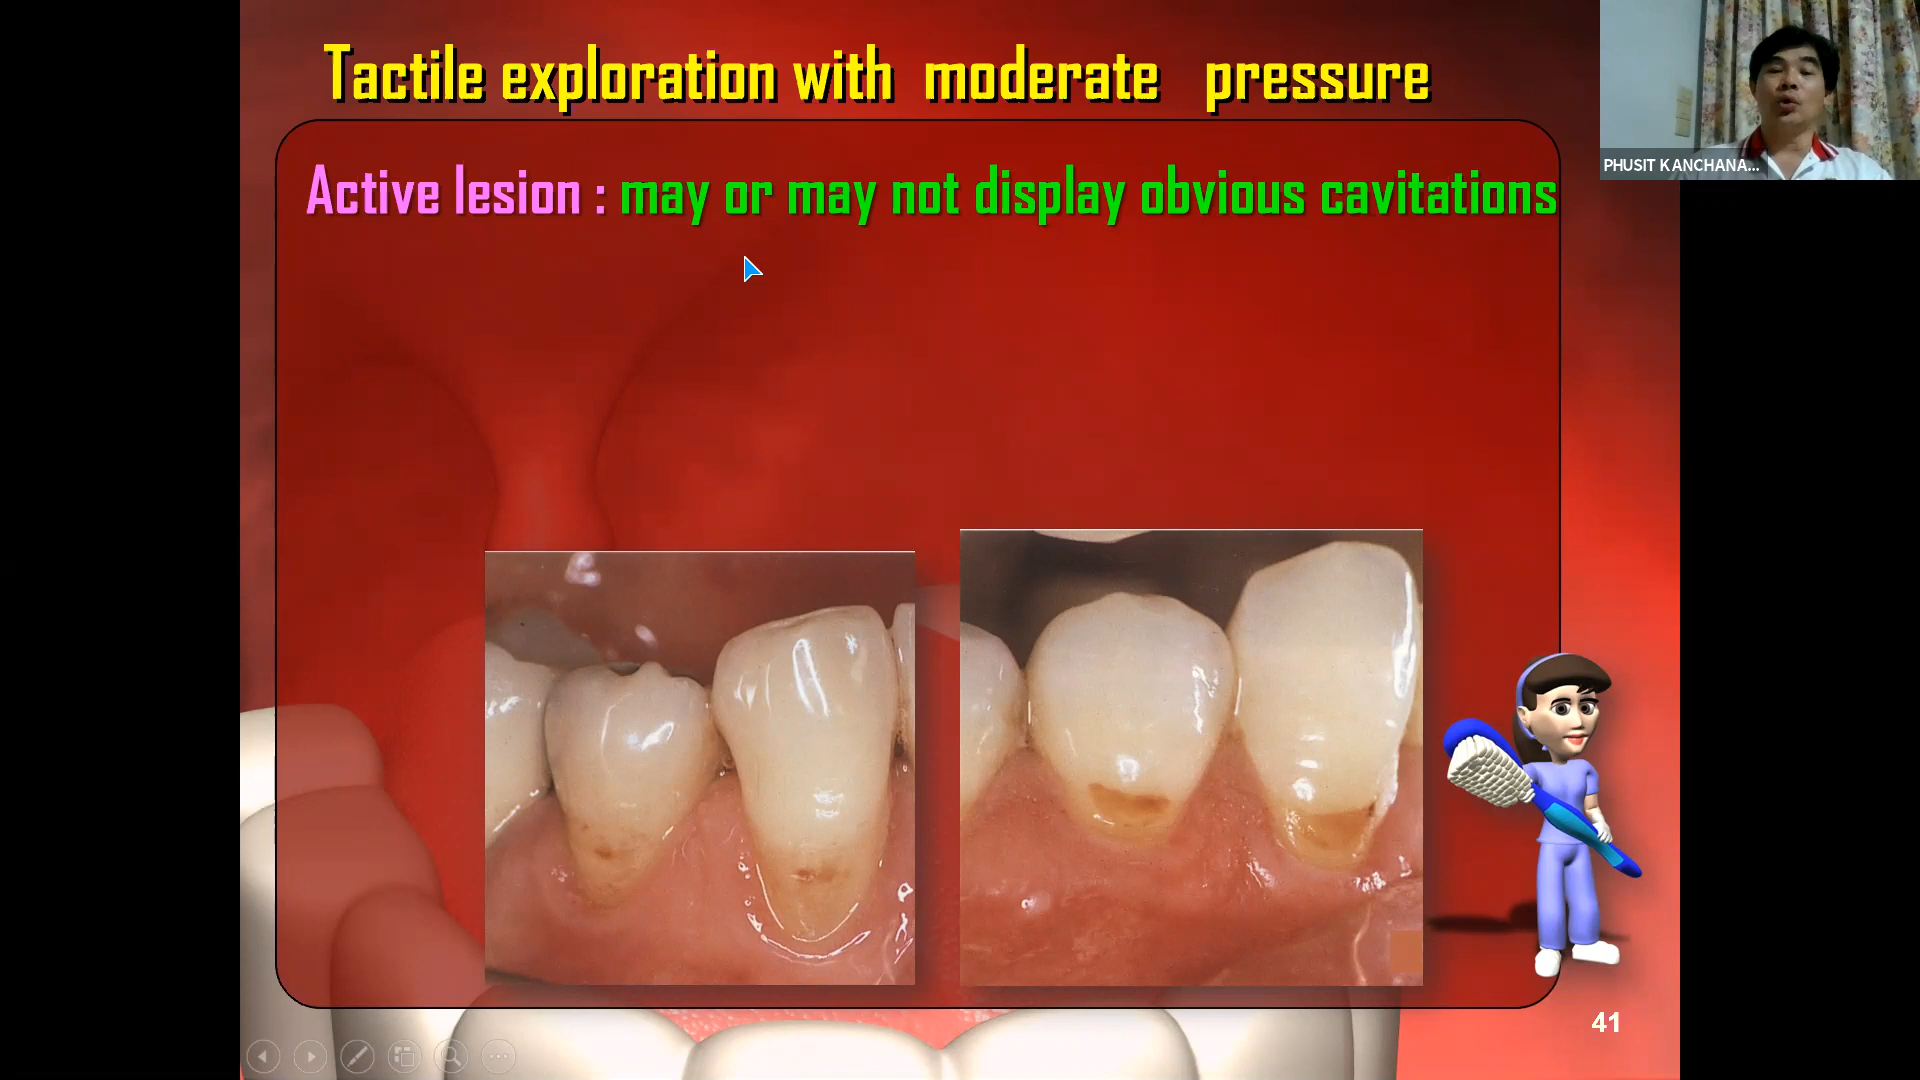 Tactile exploration with moderate pressure
PHUSIT KANCHANA...
Active lesion : may or may not display obvious cavitations
41